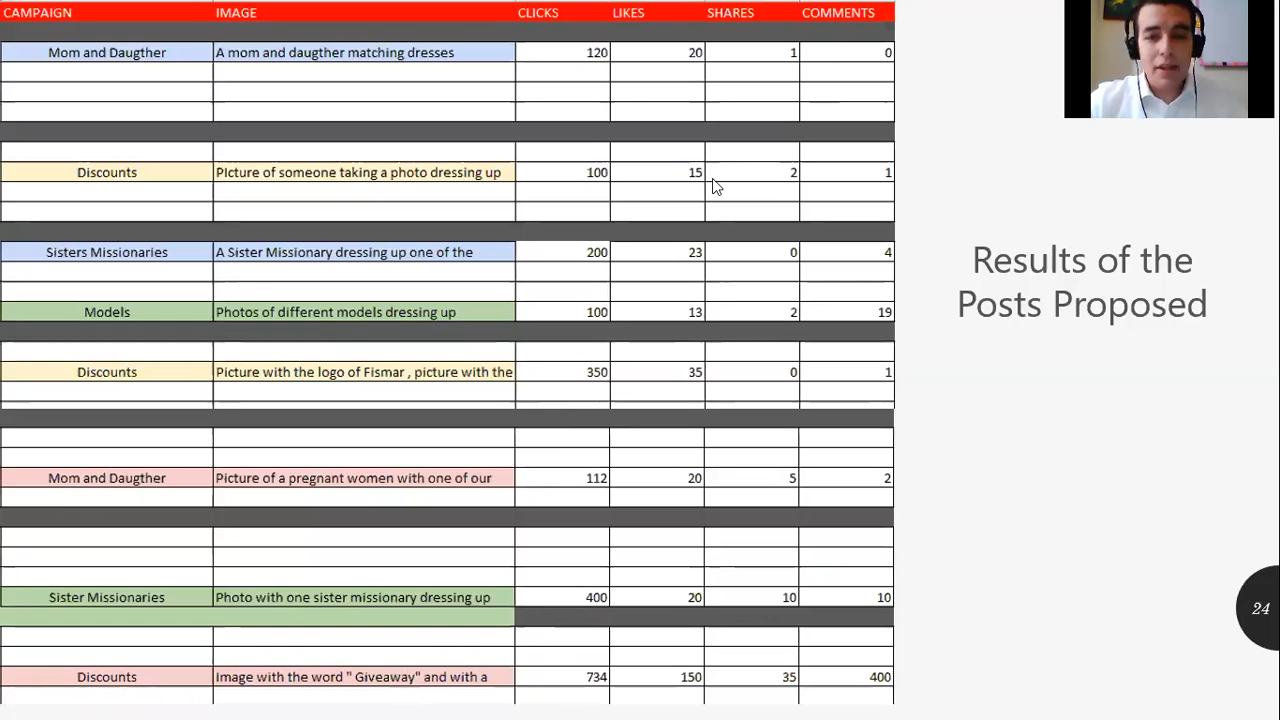 CAMPAIGN IMAGE CLICKS LIKES SHARES COMMENTS
Mom and Daugther A mom and daugther matching dresses 120 20 1 0
Discounts PIcture of someone taking a photo dressing up 100 15 2 1
Sisters Missionaries A Sister Missionary dressing up one of the 200 23 0 4
Models Photos of different models dressing up 100 13 2 19
Discounts Picture with the logo of Fismar , picture with the 350 35 0 1
Mom and Daugther Picture of a pregnant women with one of our 112 20 5 2
Sister Missionaries Photo with one sister missionary dressing up 400 20 10 10
Discounts Image with the word " Giveaway" and with a 734 150 35 400
Results of the
Posts Proposed
24